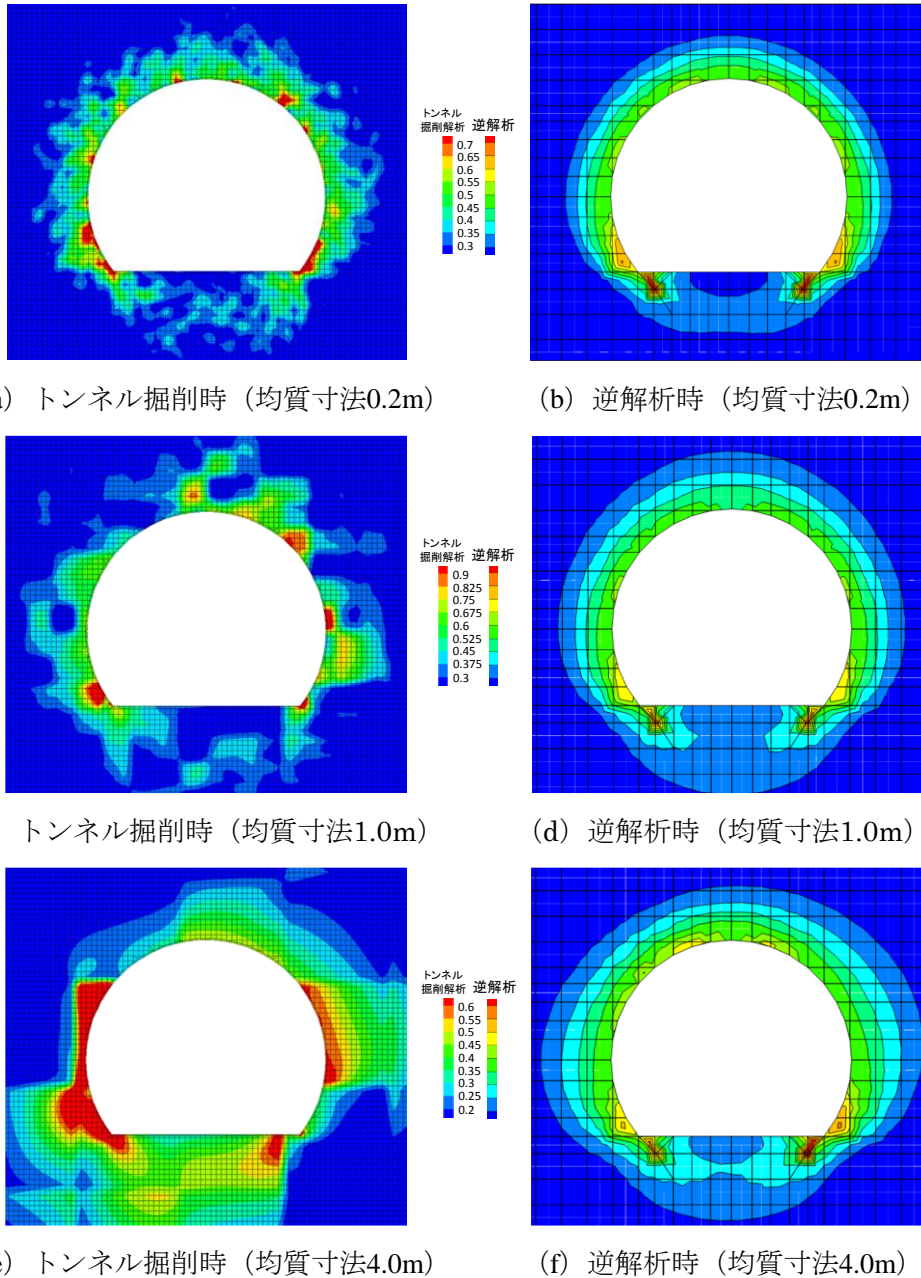 トンネル
掘削解析 逆解析
0.7
0.65
0.6
0.55
0.5
0.45
0.4
0.35
0.3
) トンネル掘削時（均質寸法0.2m）
(b) 逆解析時（均質寸法0.2m）
トンネル
掘削解析 逆解析
0.9
0.825
0.75
0.675
0.6
0.525
0.45
0.375
0.3
トンネル掘削時（均質寸法1.0m）
(d) 逆解析時（均質寸法1.0m）
トンネル
掘削解析 逆解析
0.6
0.55
0.5
0.45
0.4
0.35
0.3
0.25
0.2
) トンネル掘削時（均質寸法4.0m）
(f) 逆解析時（均質寸法4.0m）